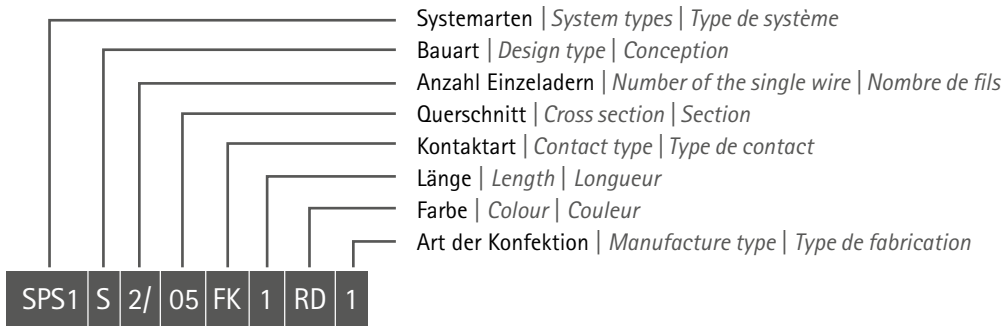 Systemarten | System types | Type de système
Bauart | Design type | Conception
Anzahl Einzeladern | Number of the single wire | Nombre de fils
Querschnitt | Cross section | Section
Kontaktart | Contact type | Type de contact
Länge | Length | Longueur
Farbe | Colour | Couleur
Art der Konfektion | Manufacture type | Type de fabrication
SPS1 S 2/ 05 FK 1 RD 1